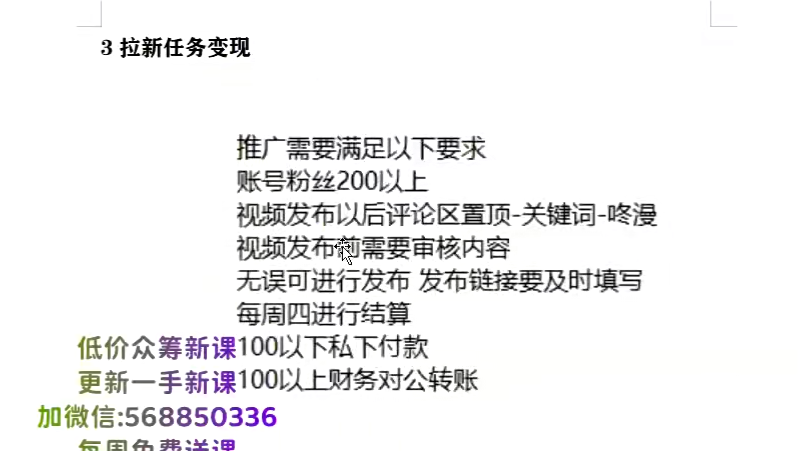 3 拉新任务变现
推广需要满足以下要求
账号粉丝200以上
视频发布以后评论区置顶-关键词-咚漫
视频发布前需要审核内容
无误可进行发布 发布链接要及时填写
每周四进行结算
100以下私下付款
100以上财务对公转账
低价众筹新课
更新一手新课
加微信:568850336
每周免费送课